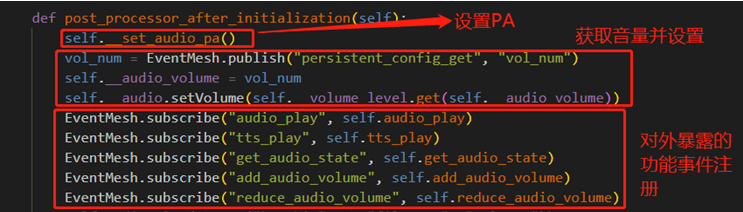 def post_processor_after_initialization(self):
self.__set_audio_pa()
设置PA
获取音量并设置
vol_num = EventMesh.publish("persistent_config_get", "vol_num")
self.__audio_volume = vol_num
self.__audio.setVolume(self.__volume_level.get(self.__audio_volume))
EventMesh.subscribe("audio_play", self.audio_play)
EventMesh.subscribe("tts_play", self.tts_play)
EventMesh.subscribe("get_audio_state", self.get_audio_state)
EventMesh.subscribe("add_audio_volume", self.add_audio_volume)
EventMesh.subscribe("reduce_audio_volume", self.reduce_audio_volume)
对外暴露的
功能事件注
册